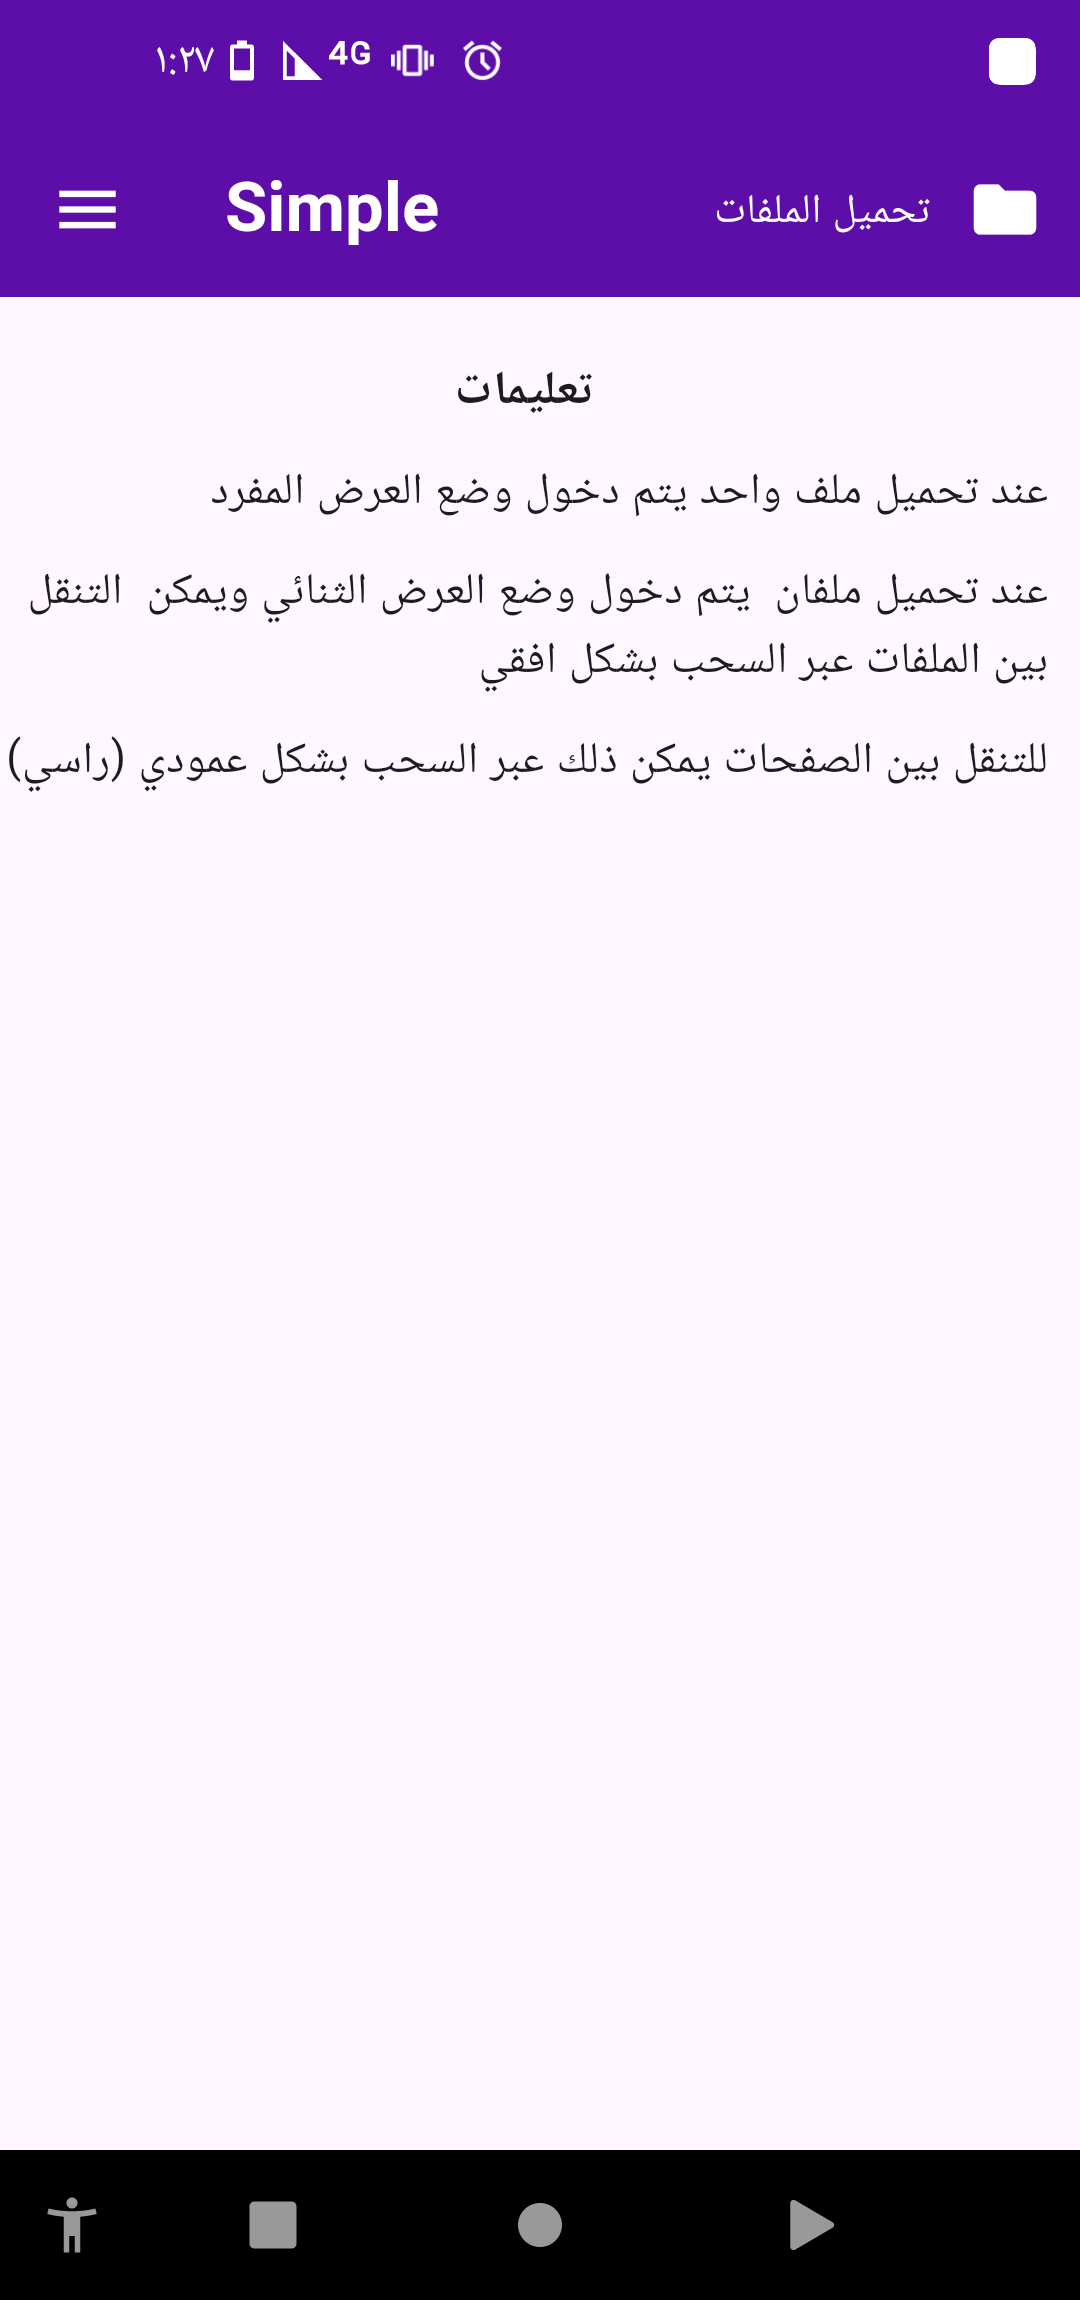 ١:٢٧ 4G
Simple
تحميل الملفات
تعليمات
عند تحميل ملف واحد يتم دخول وضع العرض المفرد
عند تحميل ملفان يتم دخول وضع العرض الثنائي ويمكن التنقل
بين الملفات عبر السحب بشكل افقي
للتنقل بين الصفحات يمكن ذلك عبر السحب بشكل عمودي (راسي)